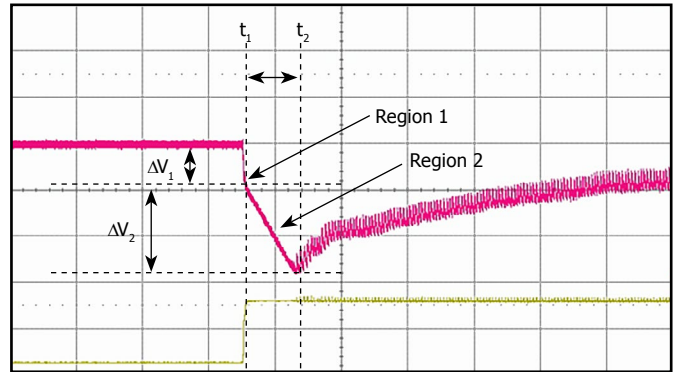 t₁ t₂
Region 1
ΔV₁
Region 2
ΔV₂